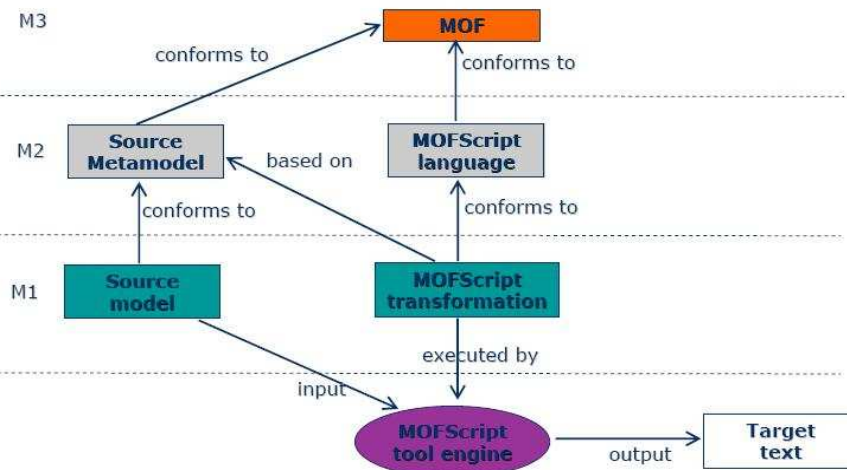 M3
MOF
conforms to
conforms to
M2
Source
Metamodel
based on
MOFScript
language
conforms to
conforms to
M1
Source
model
MOFScript
transformation
executed by
input
MOFScript
tool engine
output
Target
text